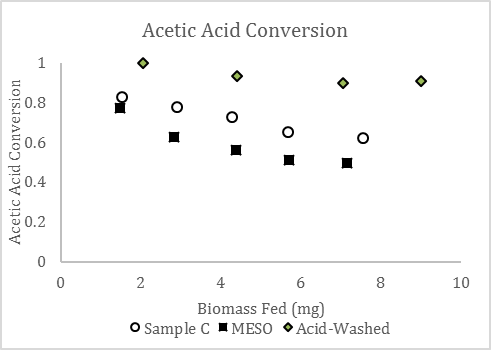 Acetic Acid Conversion
Acetic Acid Conversion
1
0.8
0.6
0.4
0.2
0
0 2 4 6 8 10
Biomass Fed (mg)
Sample C MESO Acid-Washed